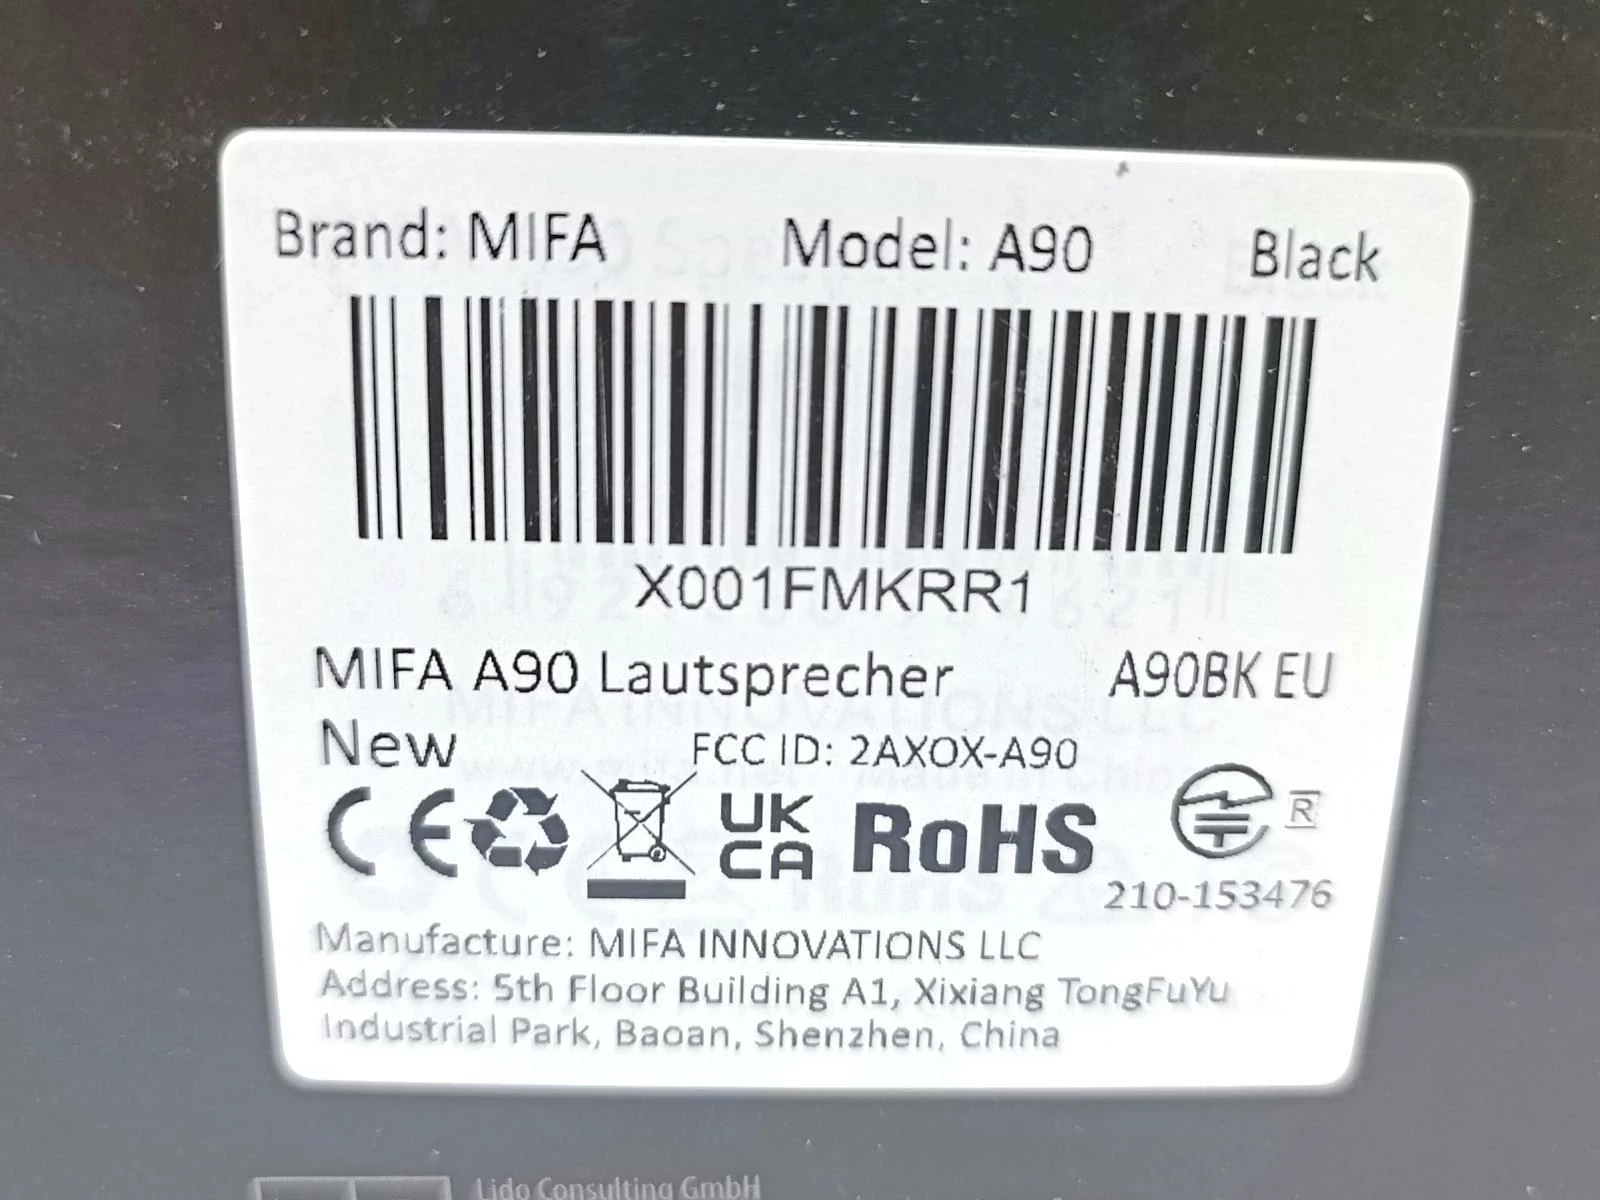 Brand: MIFA Model: A90 Black
X001FMKRR1
MIFA A90 Lautsprecher A90BK EU
New FCC ID: 2AXOX-A90
CE UK CA RoHS R
210-153476
Manufacture: MIFA INNOVATIONS LLC
Address: 5th Floor Building A1, Xixiang TongFuYu
Industrial Park, Baoan, Shenzhen, China
Lido Consulting GmbH